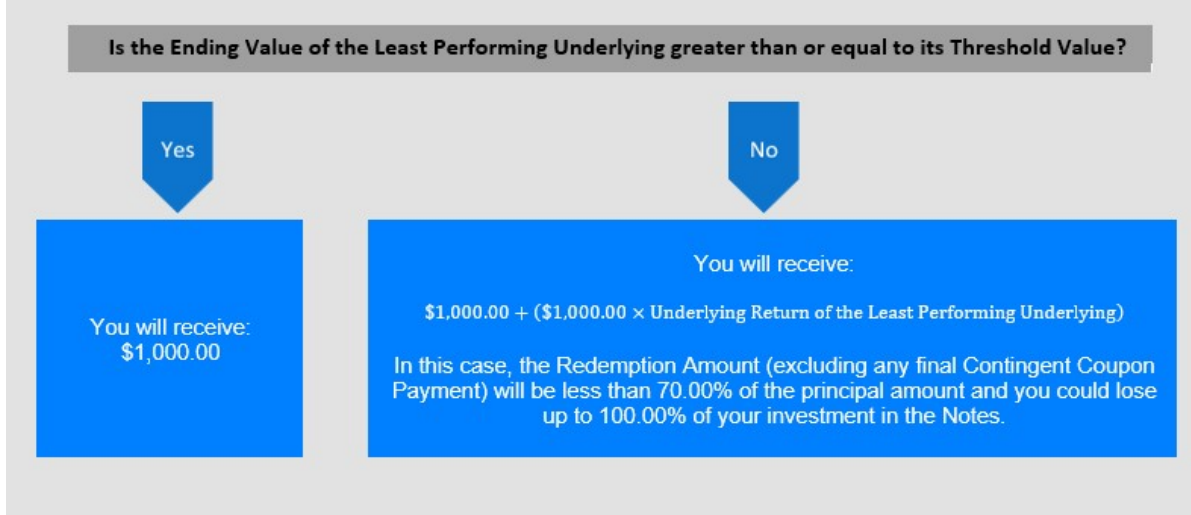 Is the Ending Value of the Least Performing Underlying greater than or equal to its Threshold Value?
Yes
No
You will receive:
$1,000.00
You will receive:
$1,000.00 + ($1,000.00 × Underlying Return of the Least Performing Underlying)
In this case, the Redemption Amount (excluding any final Contingent Coupon
Payment) will be less than 70.00% of the principal amount and you could lose
up to 100.00% of your investment in the Notes.